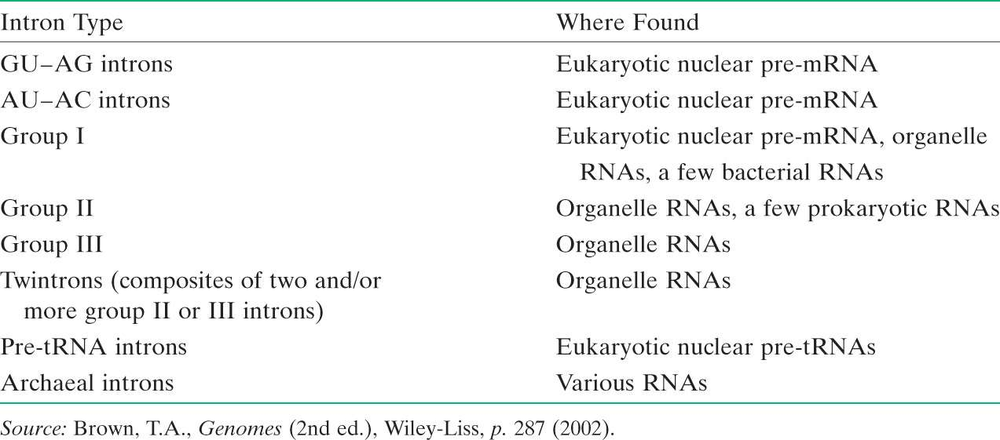 Intron Type Where Found
GU–AG introns Eukaryotic nuclear pre-mRNA
AU–AC introns Eukaryotic nuclear pre-mRNA
Group I Eukaryotic nuclear pre-mRNA, organelle
RNAs, a few bacterial RNAs
Group II Organelle RNAs, a few prokaryotic RNAs
Group III Organelle RNAs
Twintrons (composites of two and/or Organelle RNAs
more group II or III introns)
Pre-tRNA introns Eukaryotic nuclear pre-tRNAs
Archaeal introns Various RNAs
Source: Brown, T.A., Genomes (2nd ed.), Wiley-Liss, p. 287 (2002).